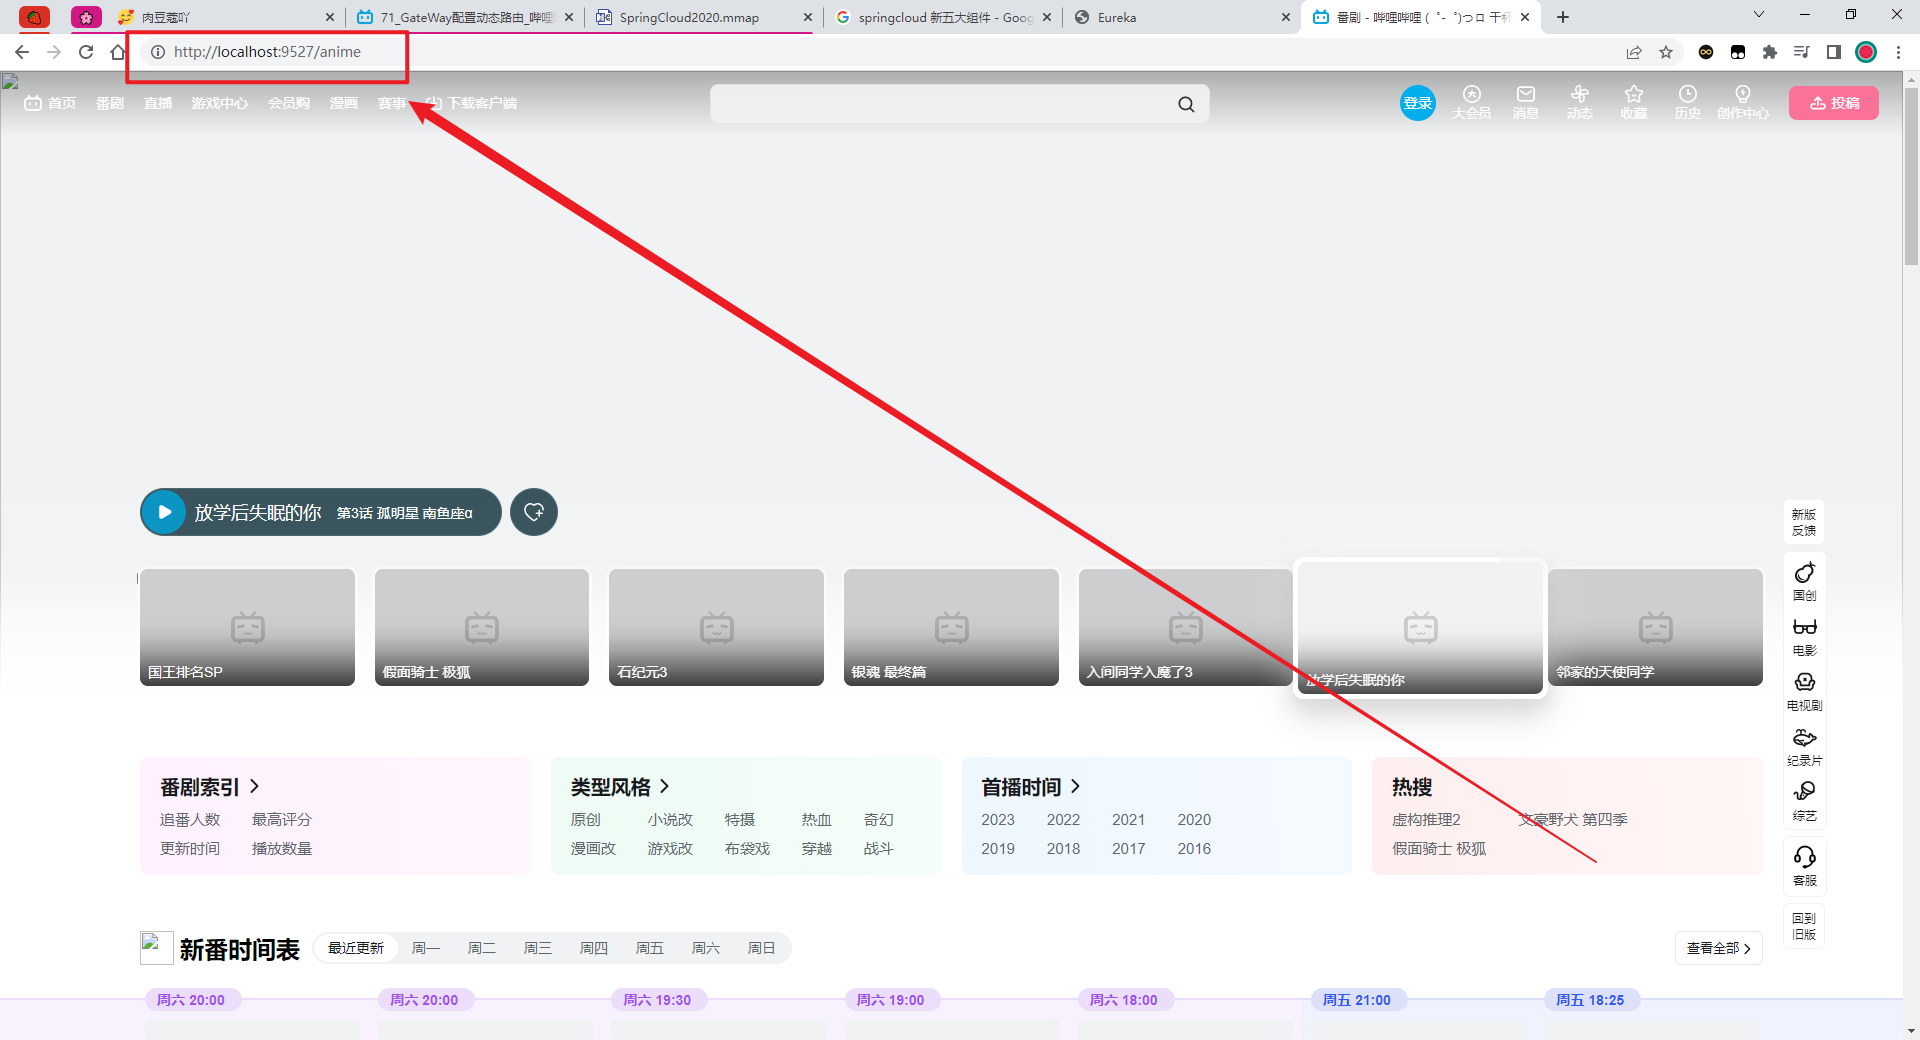 肉豆蔻吖
71_GateWay配置动态路由_哔哩
SpringCloud2020.mmap
springcloud 新五大组件 - Goog
Eureka
番剧 - 哔哩哔哩 ( ゜- ゜)つロ 干杯
http://localhost:9527/anime
首页 番剧 直播 游戏中心 会员购 漫画 赛事 下载客户端
登录 大会员 消息 动态 收藏 历史 创作中心 投稿
放学后失眠的你 第3话 孤明星 南鱼座α
国王排名SP
假面骑士 极狐
石纪元3
银魂 最终篇
入间同学入魔了3
放学后失眠的你
邻家的天使同学
新版
反馈
国创
电影
电视剧
纪录片
综艺
客服
回到
旧版
番剧索引
追番人数 最高评分
更新时间 播放数量
类型风格
原创 小说改 特摄 热血 奇幻
漫画改 游戏改 布袋戏 穿越 战斗
首播时间
2023 2022 2021 2020
2019 2018 2017 2016
热搜
虚构推理2 文豪野犬 第四季
假面骑士 极狐
新番时间表 最近更新 周一 周二 周三 周四 周五 周六 周日 查看全部
周六 20:00 周六 20:00 周六 19:30 周六 19:00 周六 18:00 周五 21:00 周五 18:25